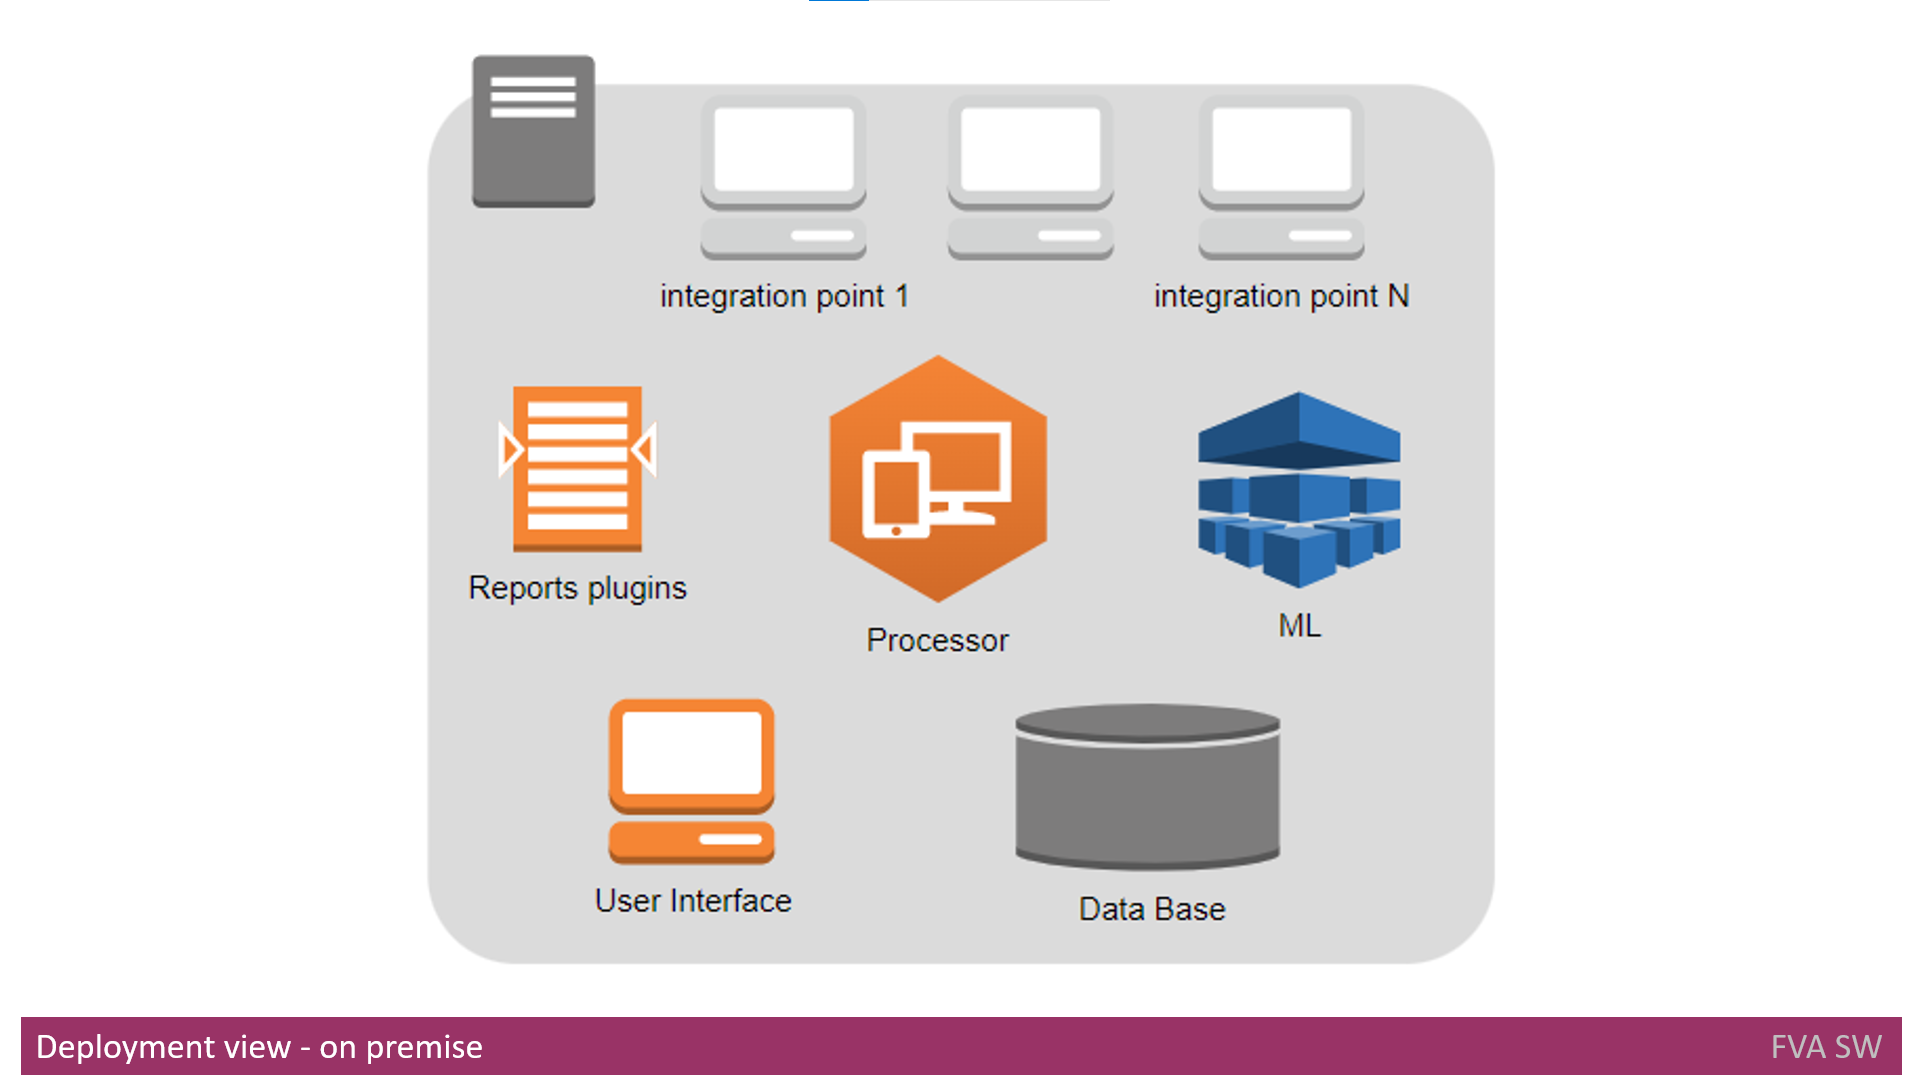 integration point 1
integration point N
Reports plugins
Processor
ML
User Interface
Data Base
Deployment view - on premise
FVA SW